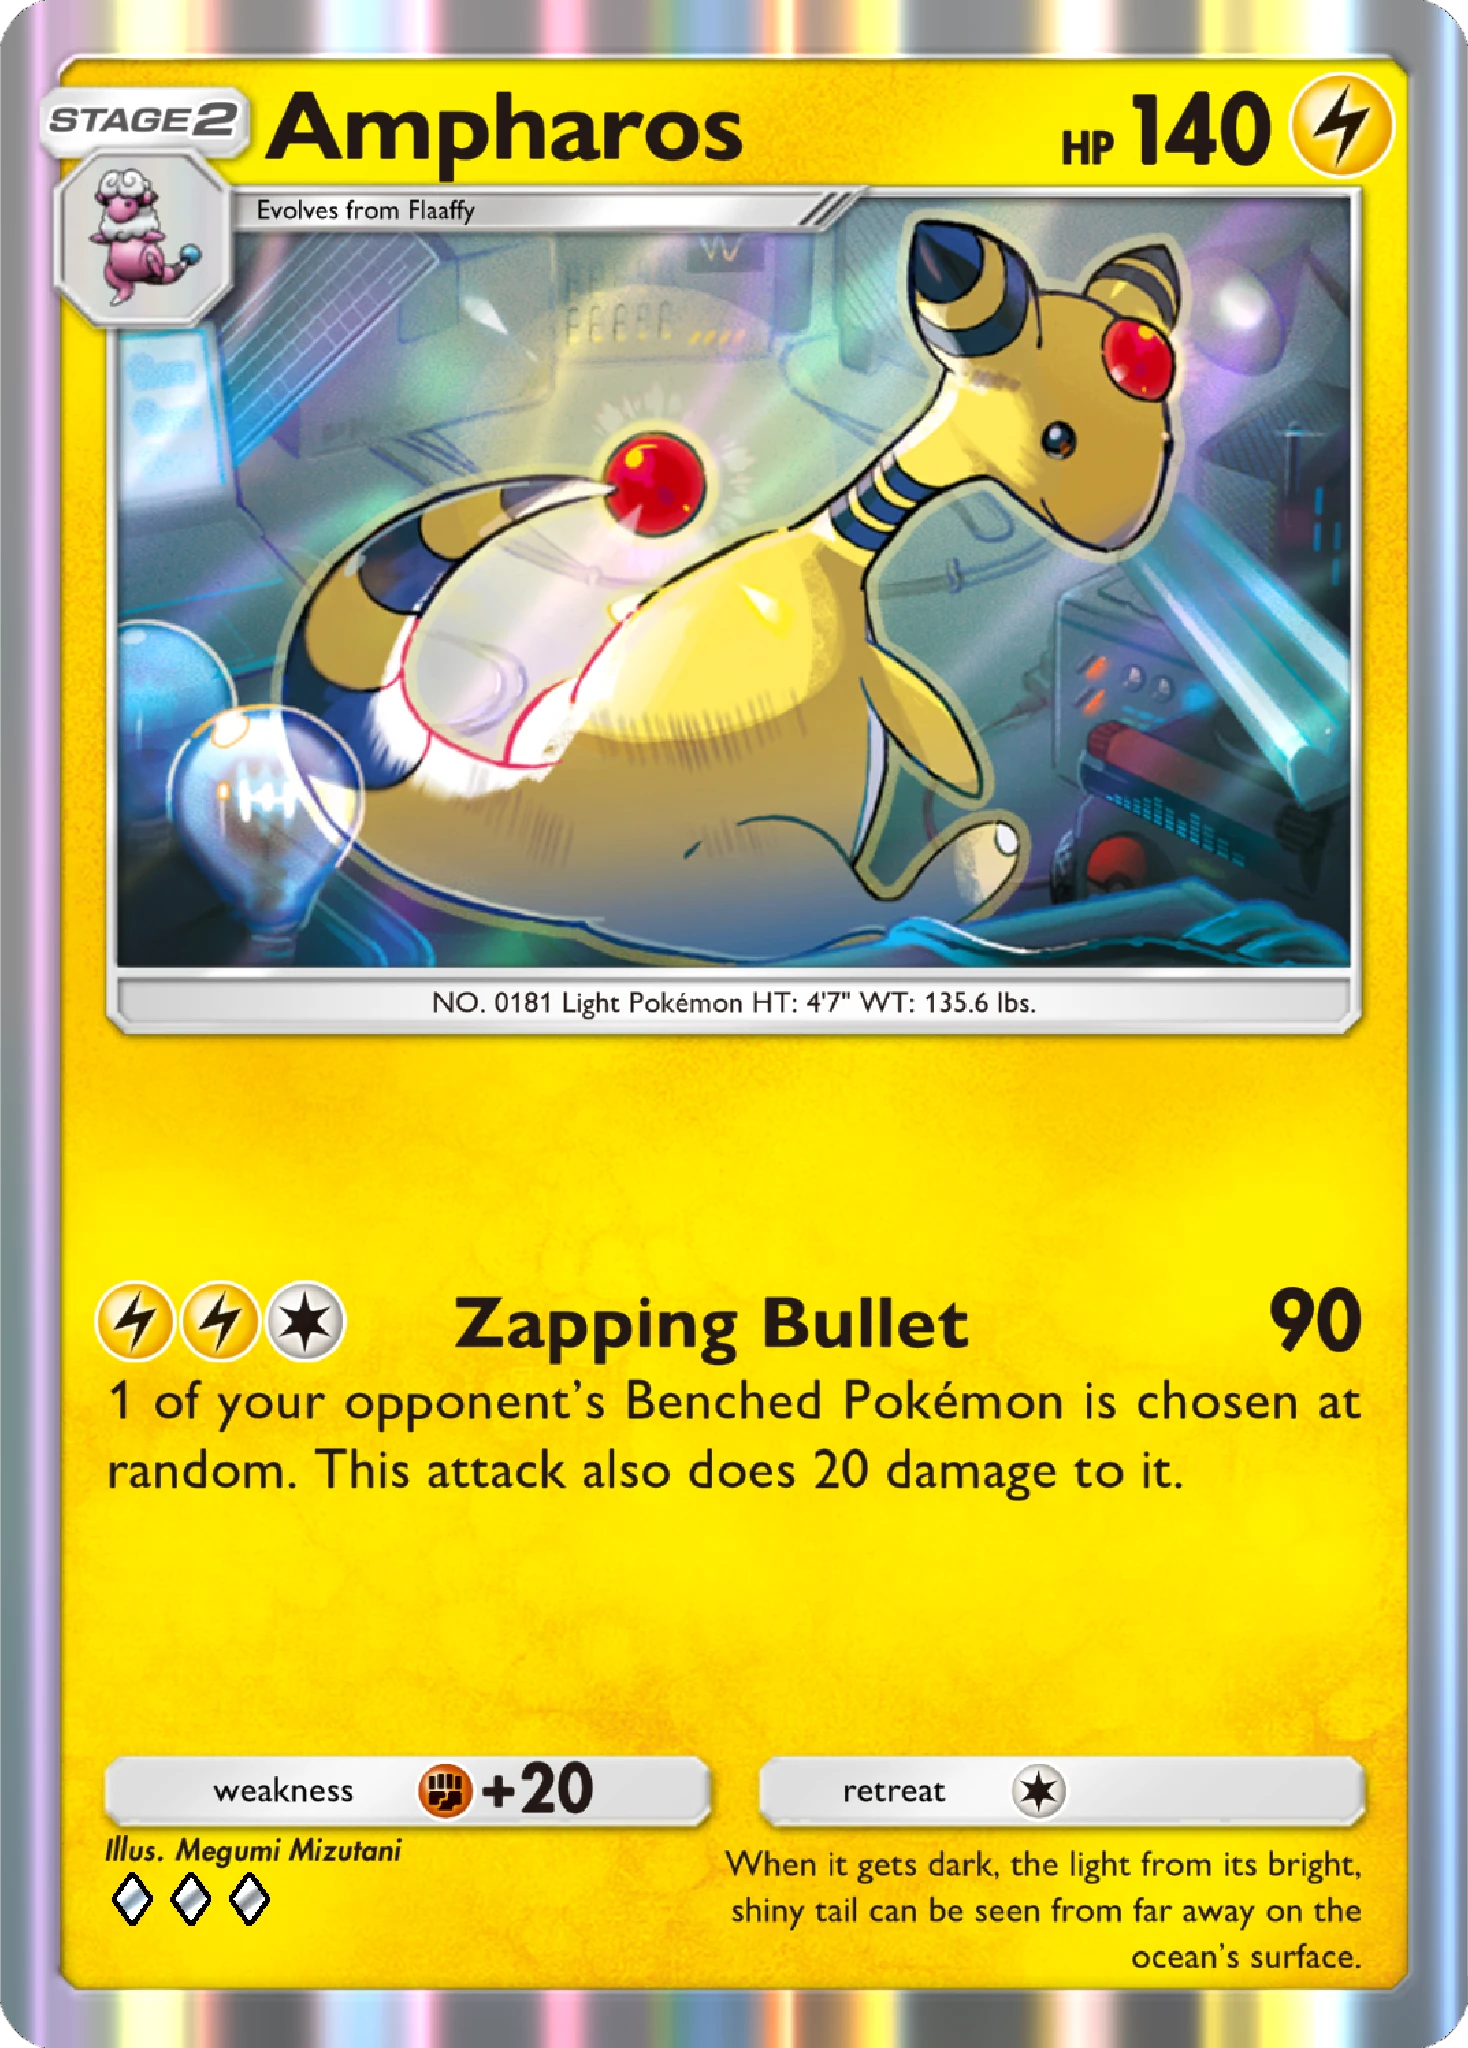 STAGE2
Ampharos
HP 140
Evolves from Flaaffy
NO. 0181 Light Pokémon HT: 4'7" WT: 135.6 lbs.
Zapping Bullet 90
1 of your opponent's Benched Pokémon is chosen at
random. This attack also does 20 damage to it.
weakness +20
retreat
Illus. Megumi Mizutani
When it gets dark, the light from its bright,
shiny tail can be seen from far away on the
ocean's surface.